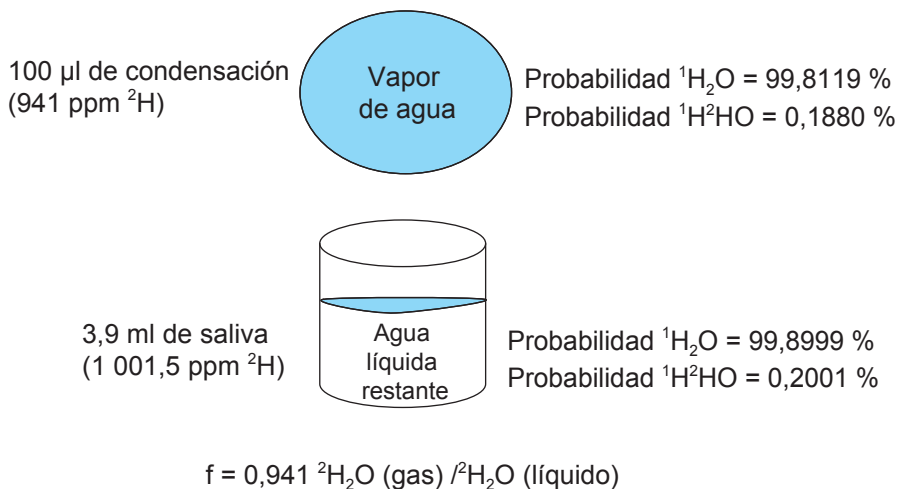 100 µl de condensación
(941 ppm ²H)
Vapor
de agua
Probabilidad ¹H₂O = 99,8119 %
Probabilidad ¹H²HO = 0,1880 %
3,9 ml de saliva
(1 001,5 ppm ²H)
Agua
líquida
restante
Probabilidad ¹H₂O = 99,8999 %
Probabilidad ¹H²HO = 0,2001 %
f = 0,941 ²H₂O (gas) /²H₂O (líquido)